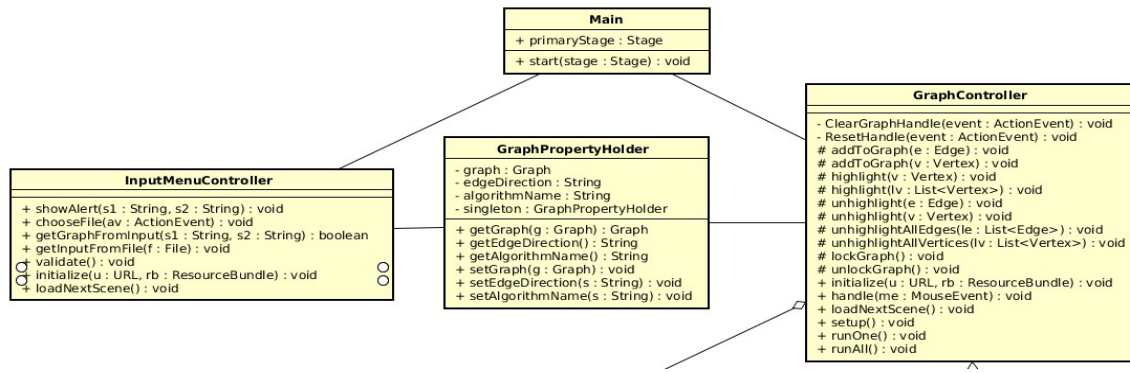 Main
+ primaryStage : Stage
+ start(stage : Stage) : void
GraphController
- ClearGraphHandle(event : ActionEvent) : void
- ResetHandle(event : ActionEvent) : void
# addToGraph(e : Edge) : void
# addToGraph(v : Vertex) : void
# highlight(v : Vertex) : void
# highlight(lv : List<Vertex>) : void
# unhighlight(e : Edge) : void
# unhighlight(v : Vertex) : void
# unhighlightAllEdges(le : List<Edge>) : void
# unhighlightAllVertices(lv : List<Vertex>) : void
# lockGraph() : void
# unlockGraph() : void
+ initialize(u : URL, rb : ResourceBundle) : void
+ handle(me : MouseEvent) : void
+ loadNextScene() : void
+ setup() : void
+ runOne() : void
+ runAll() : void
GraphPropertyHolder
- graph : Graph
- edgeDirection : String
- algorithmName : String
- singleton : GraphPropertyHolder
+ getGraph(g : Graph) : Graph
+ getEdgeDirection() : String
+ getAlgorithmName() : String
+ setGraph(g : Graph) : void
+ setEdgeDirection(s : String) : void
+ setAlgorithmName(s : String) : void
InputMenuController
+ showAlert(s1 : String, s2 : String) : void
+ chooseFile(av : ActionEvent) : void
+ getGraphFromInput(s1 : String, s2 : String) : boolean
+ getInputFromFile(f : File) : void
+ validate() : void
+ initialize(u : URL, rb : ResourceBundle) : void
+ loadNextScene() : void